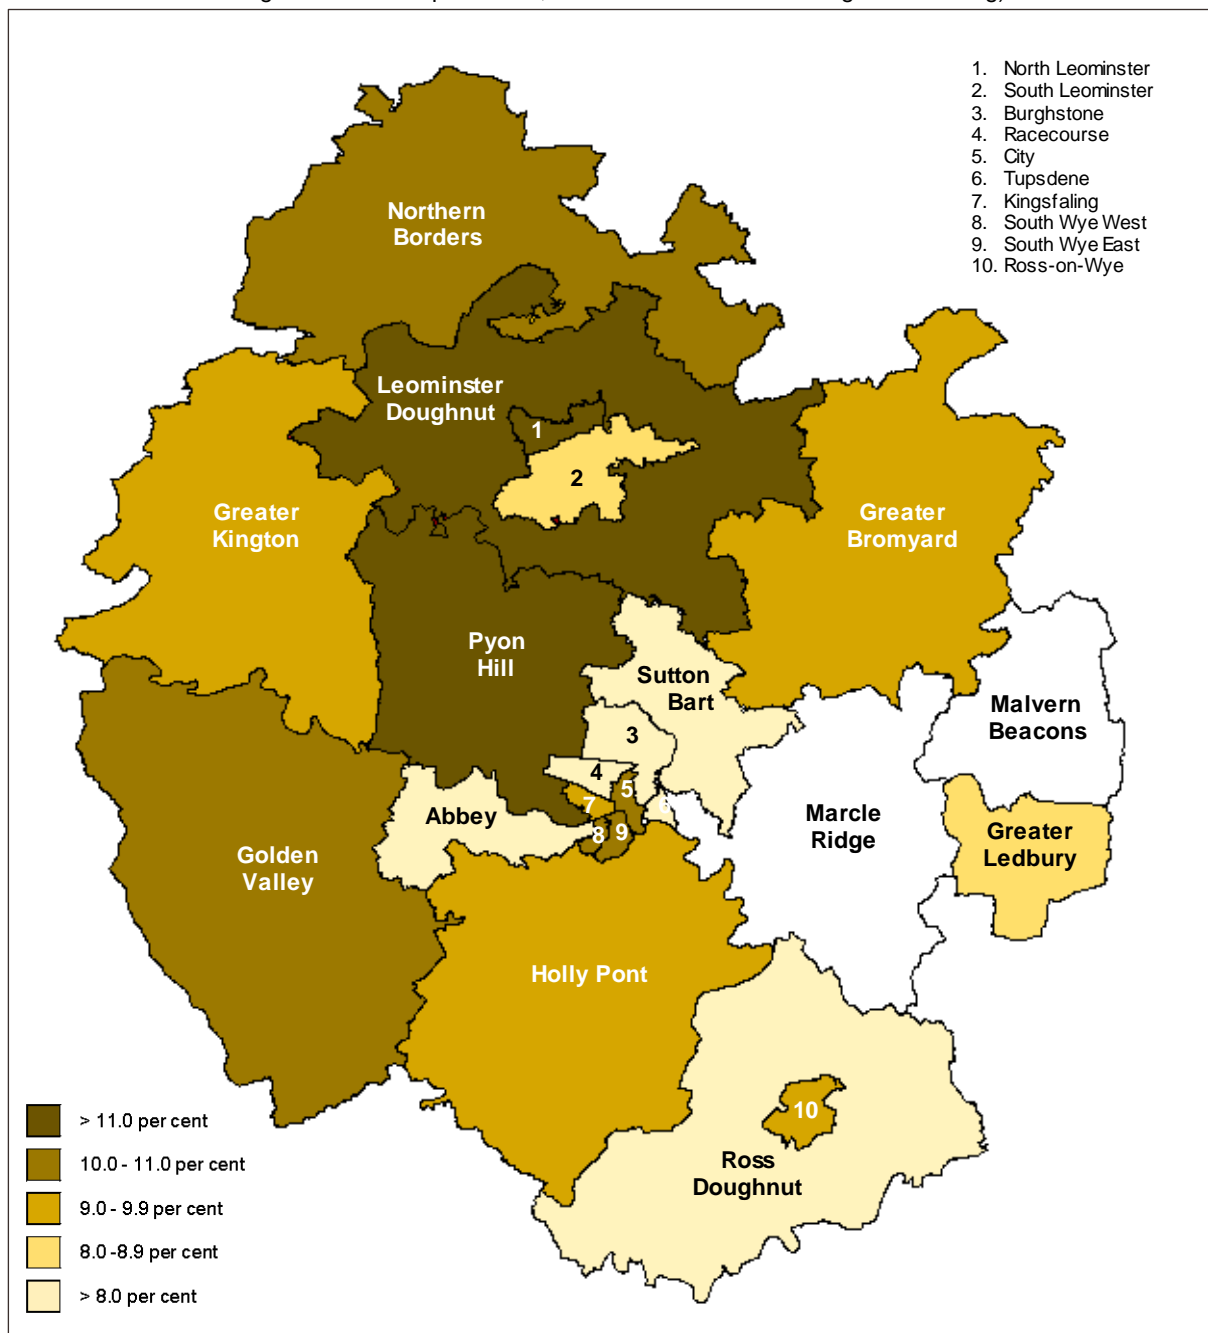 1. North Leominster
2. South Leominster
3. Burghstone
4. Racecourse
5. City
6. Tupsdene
7. Kingsfaling
8. South Wye West
9. South Wye East
10. Ross-on-Wye
Northern
Borders
Leominster
Doughnut
1
2
Greater
Kington
Greater
Bromyard
Pyon
Hill
Sutton
Bart
Malvern
Beacons
3
4
5
7
6
Abbey
8
9
Marcle
Ridge
Greater
Ledbury
Golden
Valley
Holly Pont
10
Ross
Doughnut
> 11.0 per cent
10.0 - 11.0 per cent
9.0 - 9.9 per cent
8.0 -8.9 per cent
> 8.0 per cent